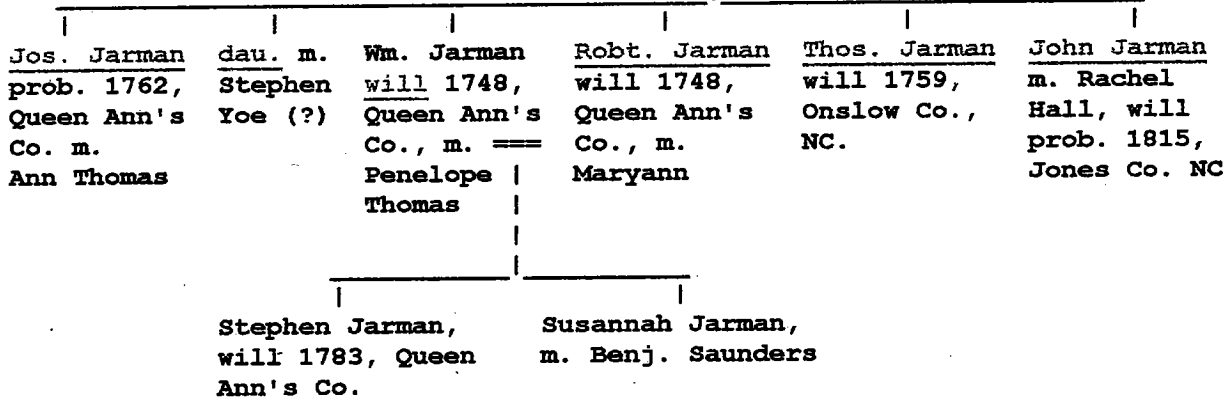 Jos. Jarman
prob. 1762,
Queen Ann's
Co. m.
Ann Thomas
dau. m.
Stephen
Yoe (?)
Wm. Jarman
will 1748,
Queen Ann's
Co., m. ===
Penelope
Thomas
Robt. Jarman
will 1748,
Queen Ann's
Co., m.
Maryann
Thos. Jarman
will 1759,
Onslow Co.,
NC.
John Jarman
m. Rachel
Hall, will
prob. 1815,
Jones Co. NC
Stephen Jarman,
will 1783, Queen
Ann's Co.
Susannah Jarman,
m. Benj. Saunders